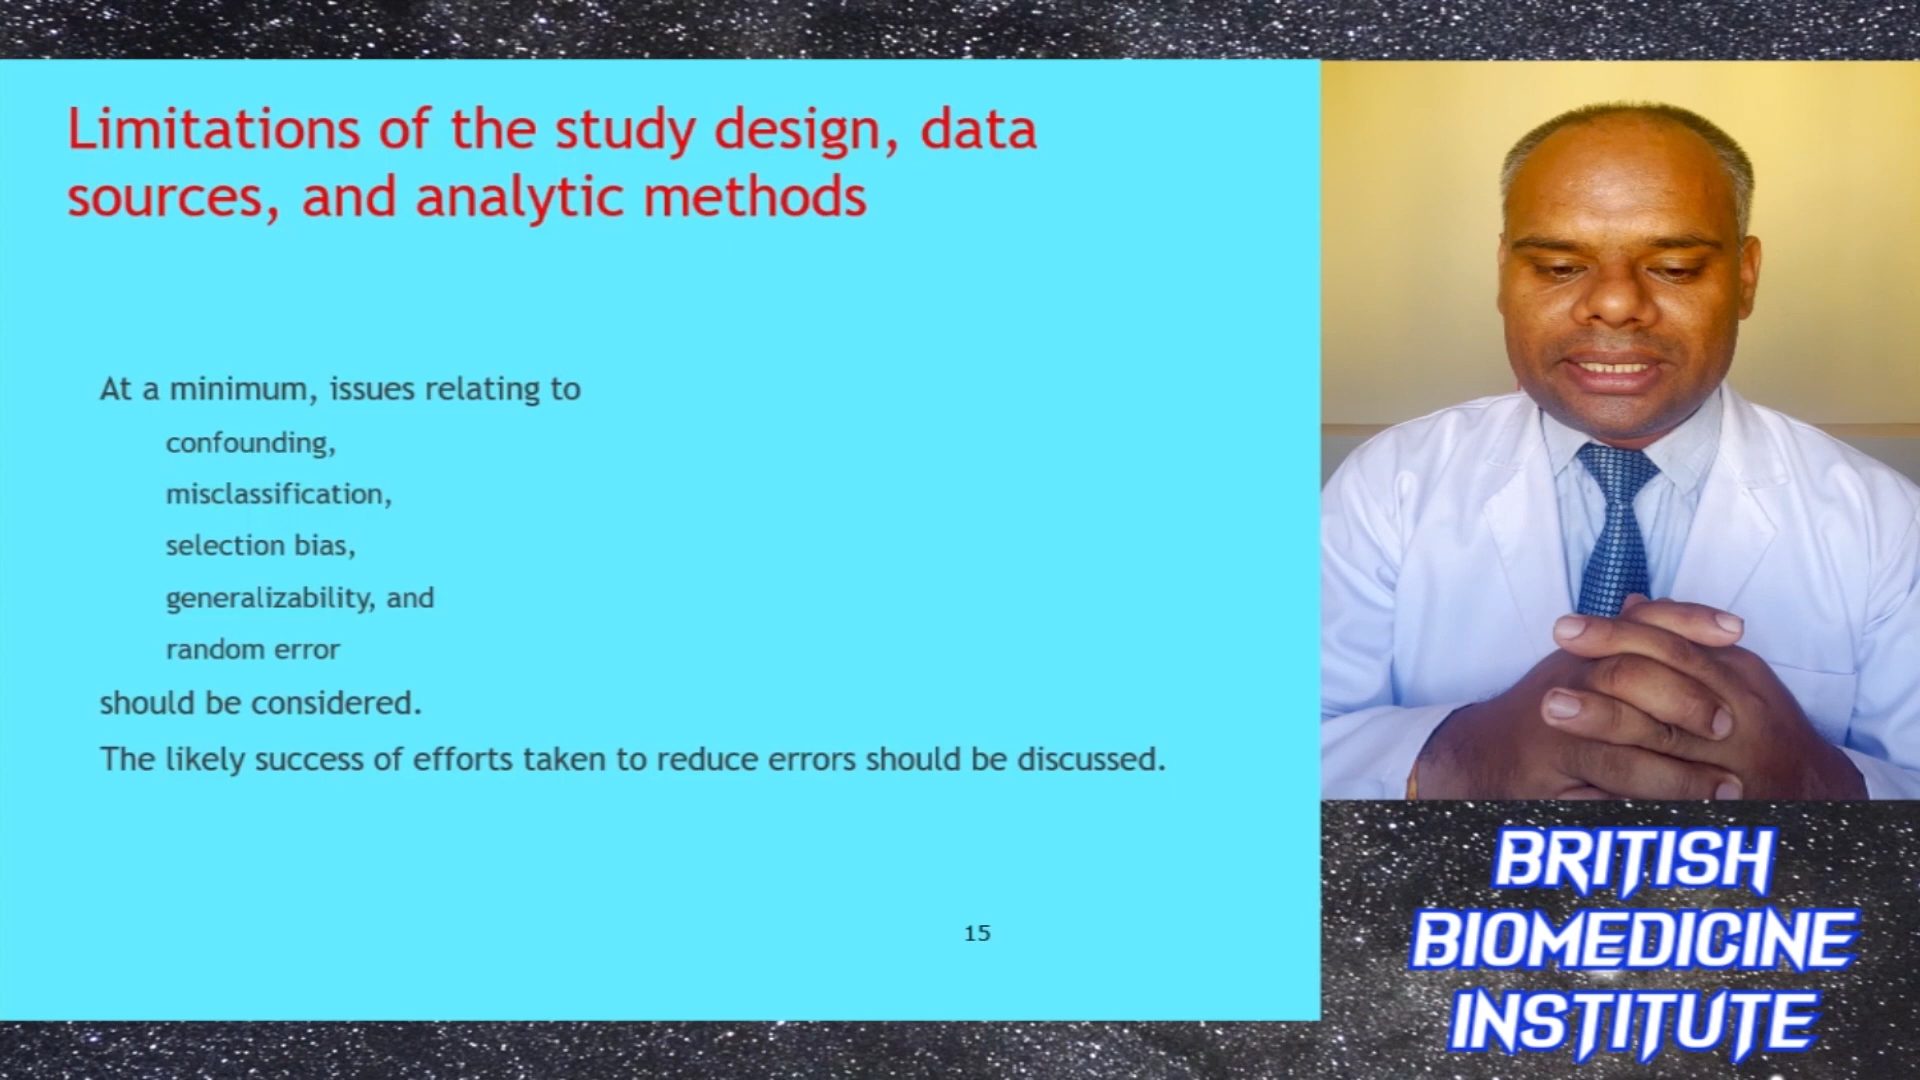 Limitations of the study design, data
sources, and analytic methods
At a minimum, issues relating to
confounding,
misclassification,
selection bias,
generalizability, and
random error
should be considered.
The likely success of efforts taken to reduce errors should be discussed.
15
BRITISH
BIOMEDICINE
INSTITUTE